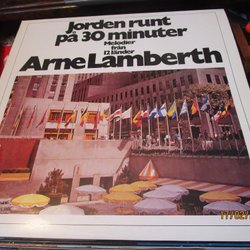 Jorden runt
på 30 minuter
Melodier
från
12 länder
Arne Lamberth